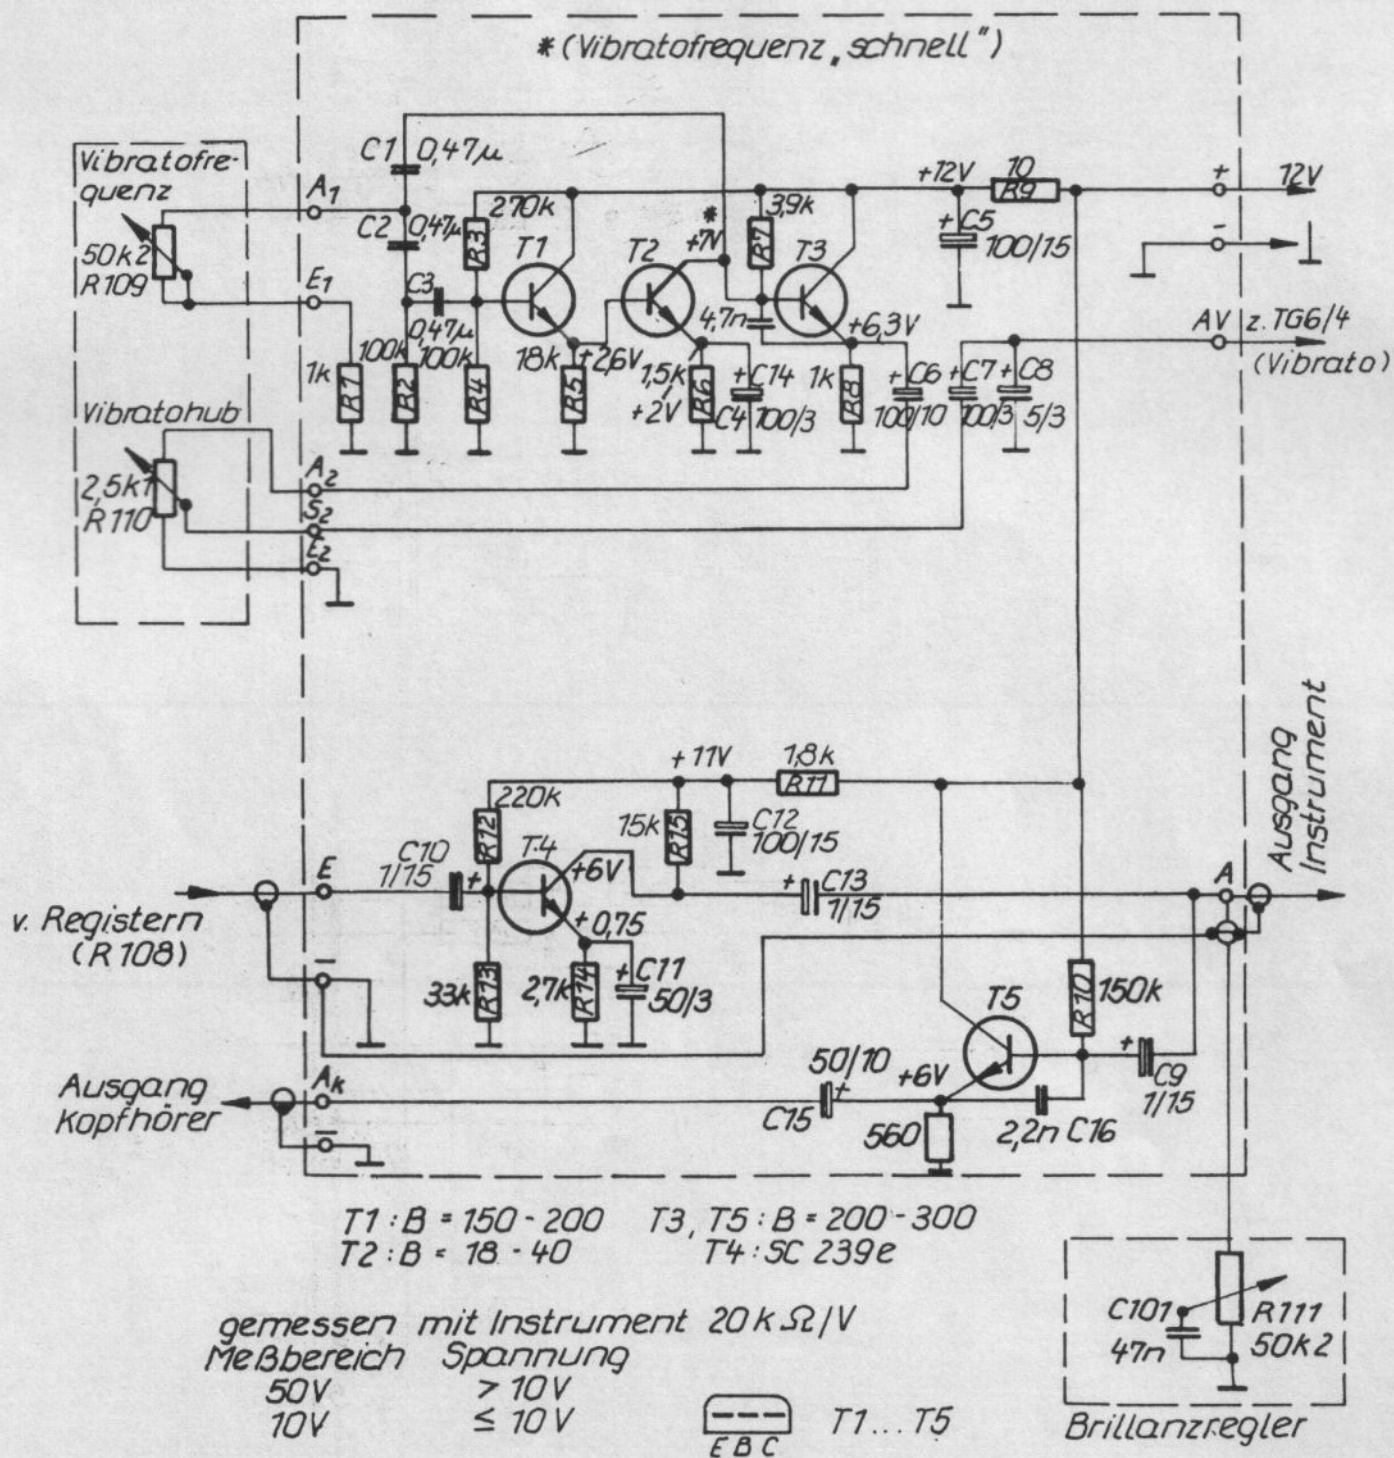 * (Vibratofrequenz „schnell")
Vibratofre-
quenz
50k2
R109
A1
E1
C1 0,47µ
C2 0,47µ
C3
0,47µ
270k
R3
T1
T2
*
+7V
3,9k
R7
T3
+12V
C5
+
100/15
10
R9
+
12V
-
AV
z. TG6/4
(Vibrato)
1k
R1
100k
R2
100k
R4
18k
R5
+2,6V
1,5k
R6
+2V
+
C14
C4
100/3
4,7n
+6,3V
1k
R8
+
C6
100/10
+
C7
100/3
+
C8
5/3
Vibratohub
2,5k1
R110
A2
S2
E2
+11V
1,8k
R11
220k
R12
T4
15k
R15
C12
100/15
C10
1/15
+
+6V
+0,75
+
C13
1/15
E
v. Registern
(R108)
-
33k
R13
2,7k
R14
+
C11
50/3
A
Ausgang
Instrument
T5
R10
150k
+
C9
1/15
50/10
+
C15
+6V
560
2,2n C16
Ausgang
Kopfhörer
Ak
-
T1 : B = 150 - 200 T3, T5 : B = 200 - 300
T2 : B = 18 - 40 T4 : SC 239e
gemessen mit Instrument 20 k Ω/V
Meßbereich Spannung
50V > 10V
10V ≤ 10V
E B C
T1...T5
C101
47n
R111
50k2
Brillanzregler